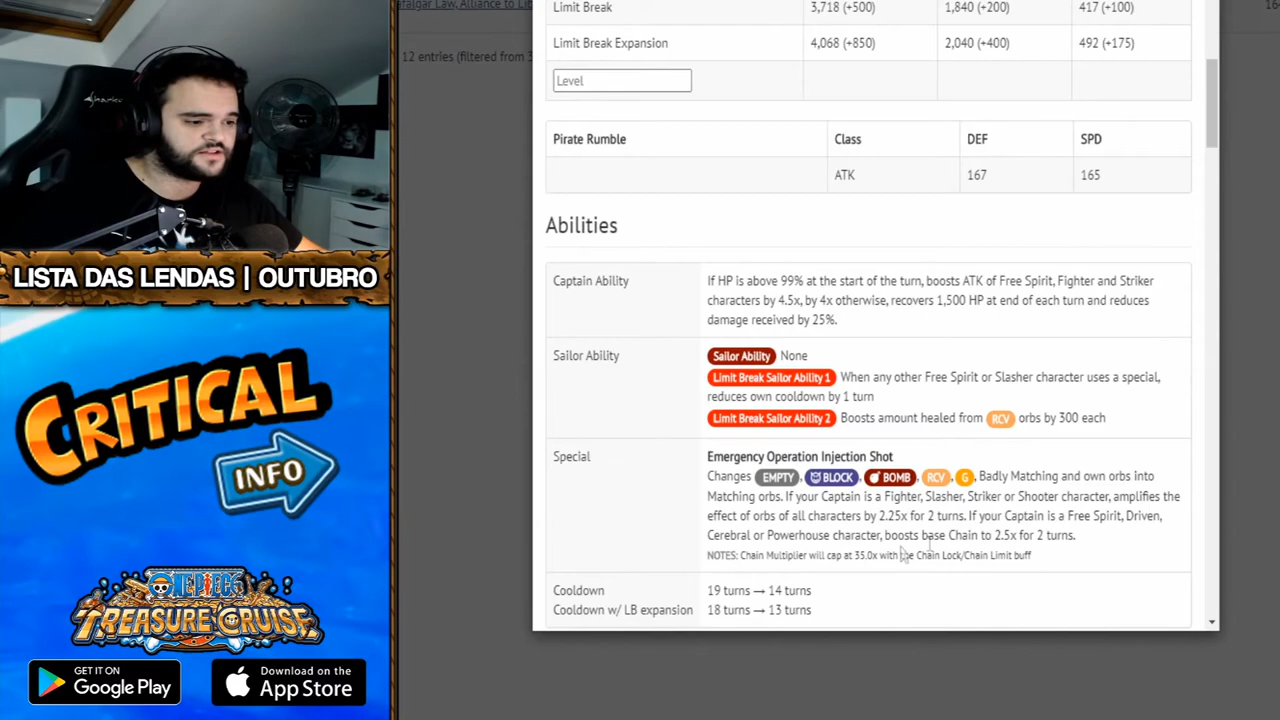 afalgar Law, Alliance to Lib
16
12 entries (filtered from 3
Limit Break 3,718 (+500) 1,840 (+200) 417 (+100)
Limit Break Expansion 4,068 (+850) 2,040 (+400) 492 (+175)
Level
Pirate Rumble Class DEF SPD
ATK 167 165
Abilities
Captain Ability If HP is above 99% at the start of the turn, boosts ATK of Free Spirit, Fighter and Striker
characters by 4.5x, by 4x otherwise, recovers 1,500 HP at end of each turn and reduces
damage received by 25%.
Sailor Ability Sailor Ability None
Limit Break Sailor Ability 1 When any other Free Spirit or Slasher character uses a special,
reduces own cooldown by 1 turn
Limit Break Sailor Ability 2 Boosts amount healed from RCV orbs by 300 each
Special Emergency Operation Injection Shot
Changes EMPTY, BLOCK, BOMB, RCV, G, Badly Matching and own orbs into
Matching orbs. If your Captain is a Fighter, Slasher, Striker or Shooter character, amplifies the
effect of orbs of all characters by 2.25x for 2 turns. If your Captain is a Free Spirit, Driven,
Cerebral or Powerhouse character, boosts base Chain to 2.5x for 2 turns.
NOTES: Chain Multiplier will cap at 35.0x with the Chain Lock/Chain Limit buff
Cooldown 19 turns → 14 turns
Cooldown w/ LB expansion 18 turns → 13 turns
Sharkoon
LISTA DAS LENDAS | OUTUBRO
CRITICAL
INFO
ONE PIECE
TREASURE CRUISE
GET IT ON
Google Play
Download on the
App Store